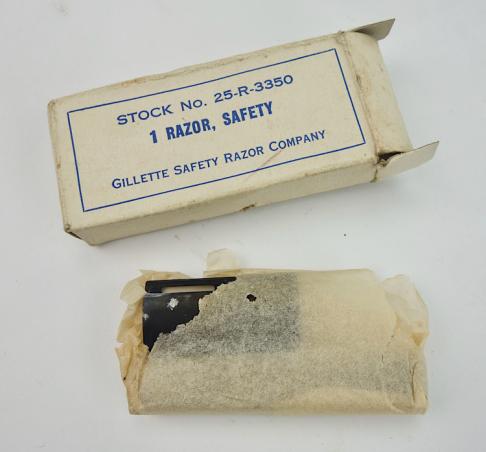 STOCK No. 25-R-3350
1 RAZOR, SAFETY
GILLETTE SAFETY RAZOR COMPANY